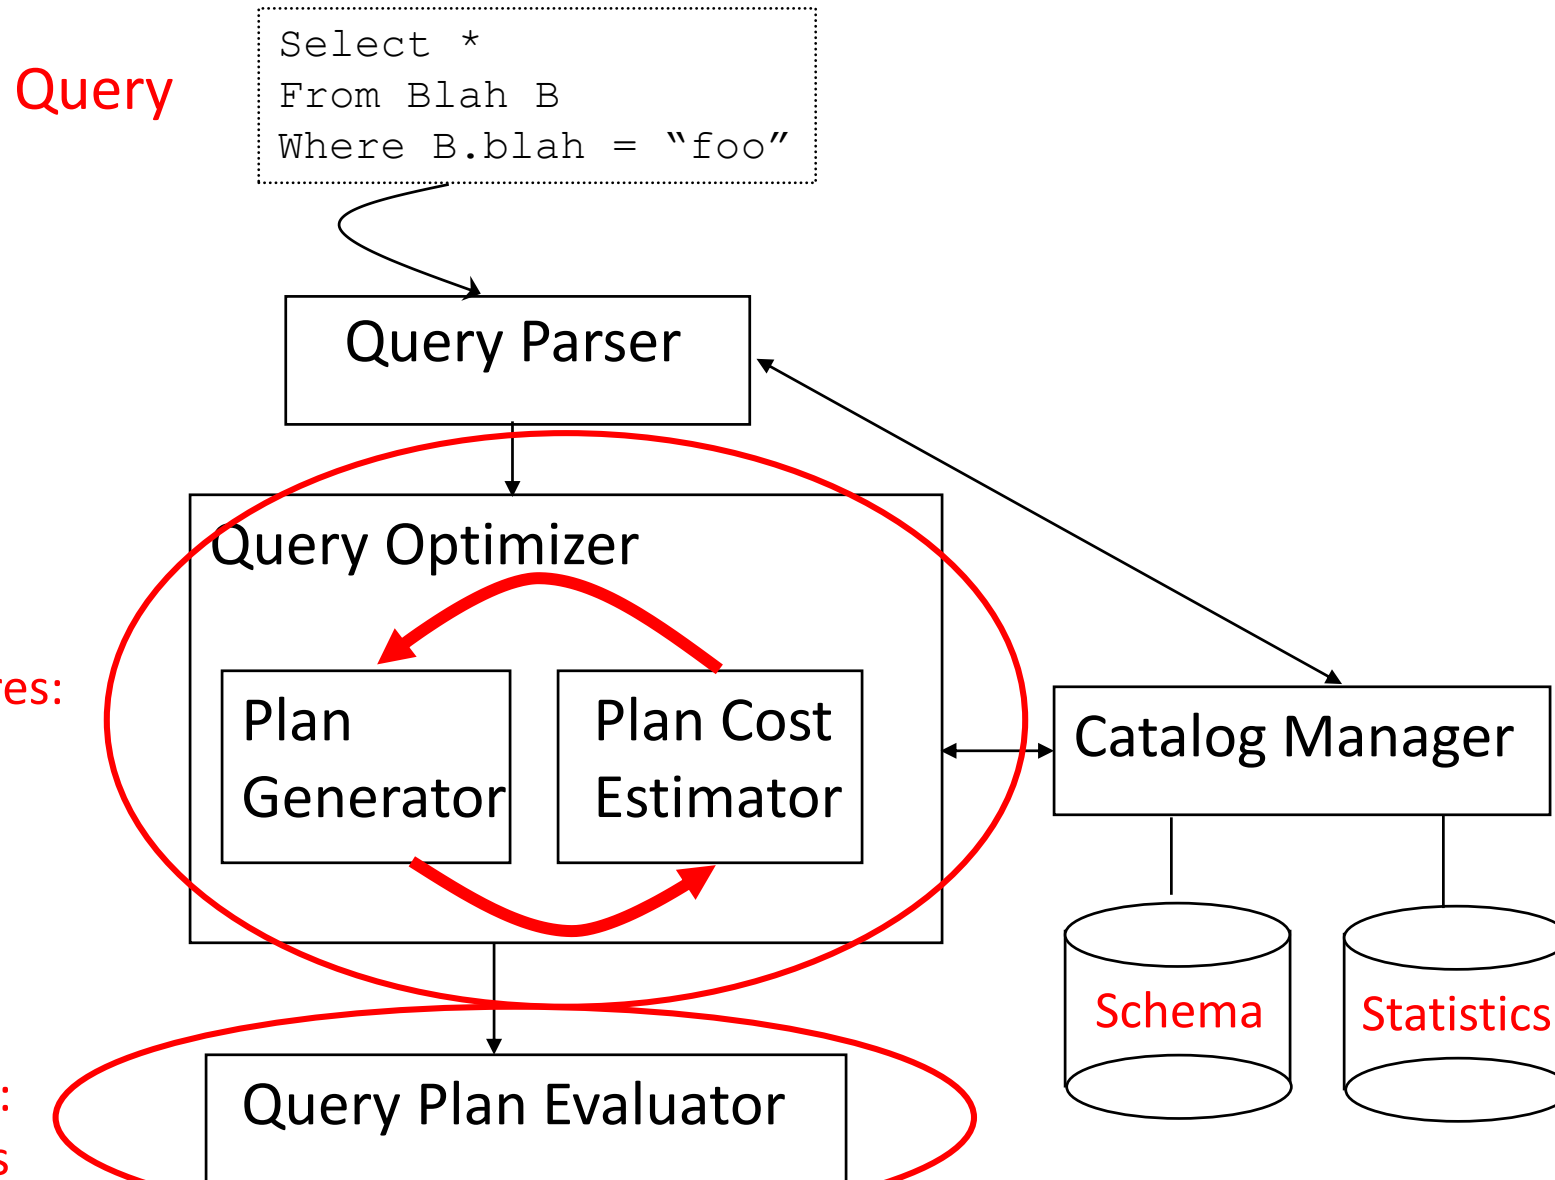 Select *
Query
From Blah B
Where B.blah = “foo”
Query Parser
Query Optimizer
Plan
Generator
Plan Cost
Estimator
Catalog Manager
Schema
Statistics
Query Plan Evaluator